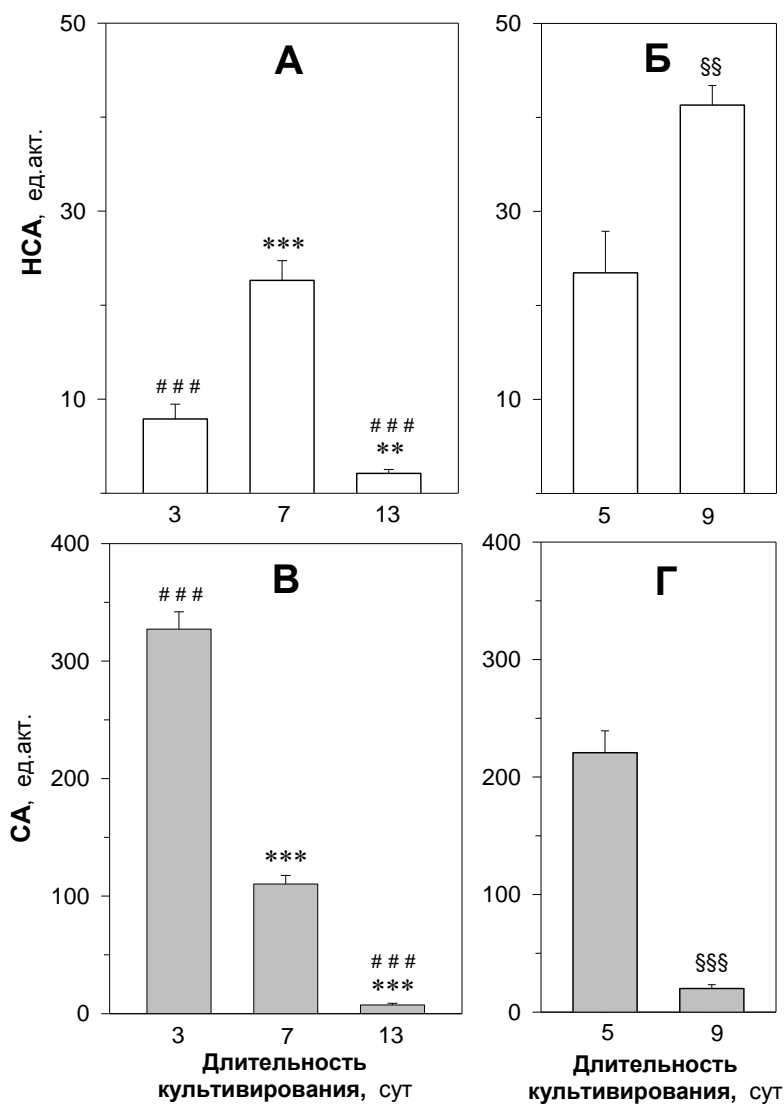 50
30
10
НСА, ед.акт.
А
# # #
***
# # #
**
3 7 13
50
30
10
Б
§§
5 9
400
300
200
100
0
СА, ед.акт.
В
# # #
***
# # #
***
3 7 13
Длительность
культивирования, сут
400
300
200
100
0
Г
§§§
5 9
Длительность
культивирования, сут